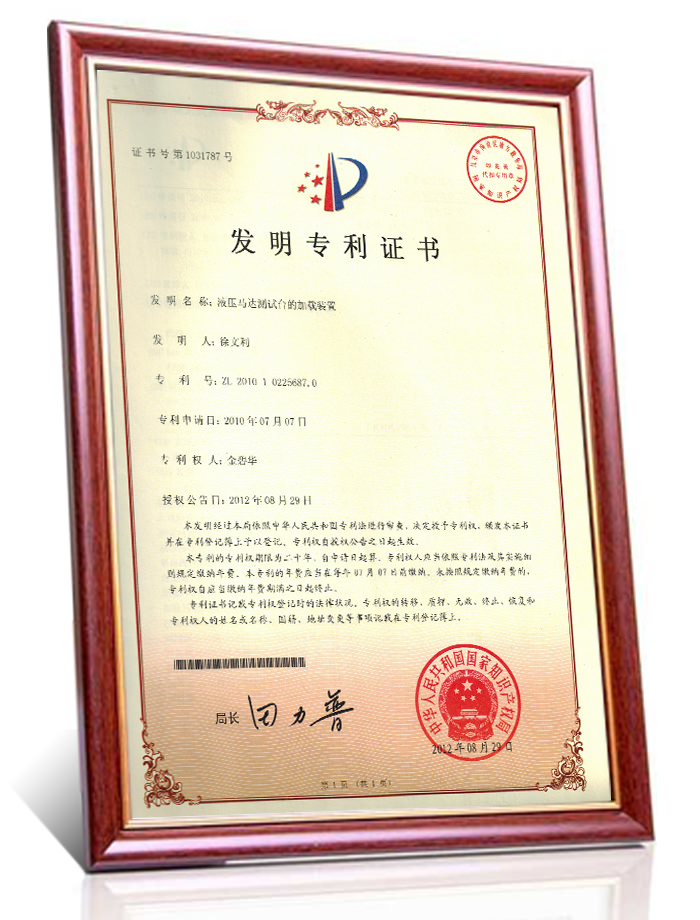 证书号第1031787号
印花税
代扣专用章
发明专利证书
发明名称：液压马达测试台的加载装置
发明人：徐文利
专利号：ZL 2010 1 0225687.0
专利申请日：2010年07月07日
专利权人：金华
授权公告日：2012年08月29日
本发明经过本局依照中华人民共和国专利法进行审查，决定授予专利权，颁发本证书
并在专利登记簿上予以登记。专利权自授权公告之日起生效。
本专利的专利权期限为二十年，自申请日起算。专利权人应当依照专利法及其实施细
则规定缴纳年费。本专利的年费应当在每年07月07日前缴纳。未按照规定缴纳年费的，
专利权自应当缴纳年费期满之日起终止。
专利证书记载专利权登记时的法律状况。专利权的转移、质押、无效、终止、恢复和
专利权人的姓名或名称、国籍、地址变更等事项记载在专利登记簿上。
局长 田力普
中华人民共和国国家知识产权局
2012年08月29日
第1页（共1页）